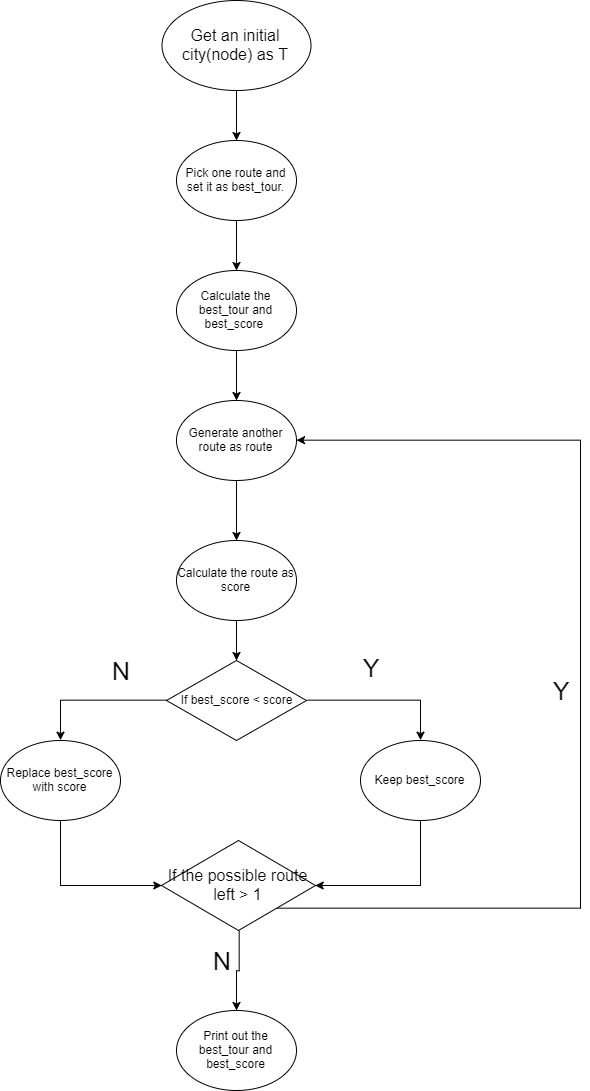 Get an initial
city(node) as T
Pick one route and
set it as best_tour.
Calculate the
best_tour and
best_score
Generate another
route as route
Calculate the route as
score
If best_score < score
N
Y
Y
Replace best_score
with score
Keep best_score
If the possible route
left > 1
N
Print out the
best_tour and
best_score